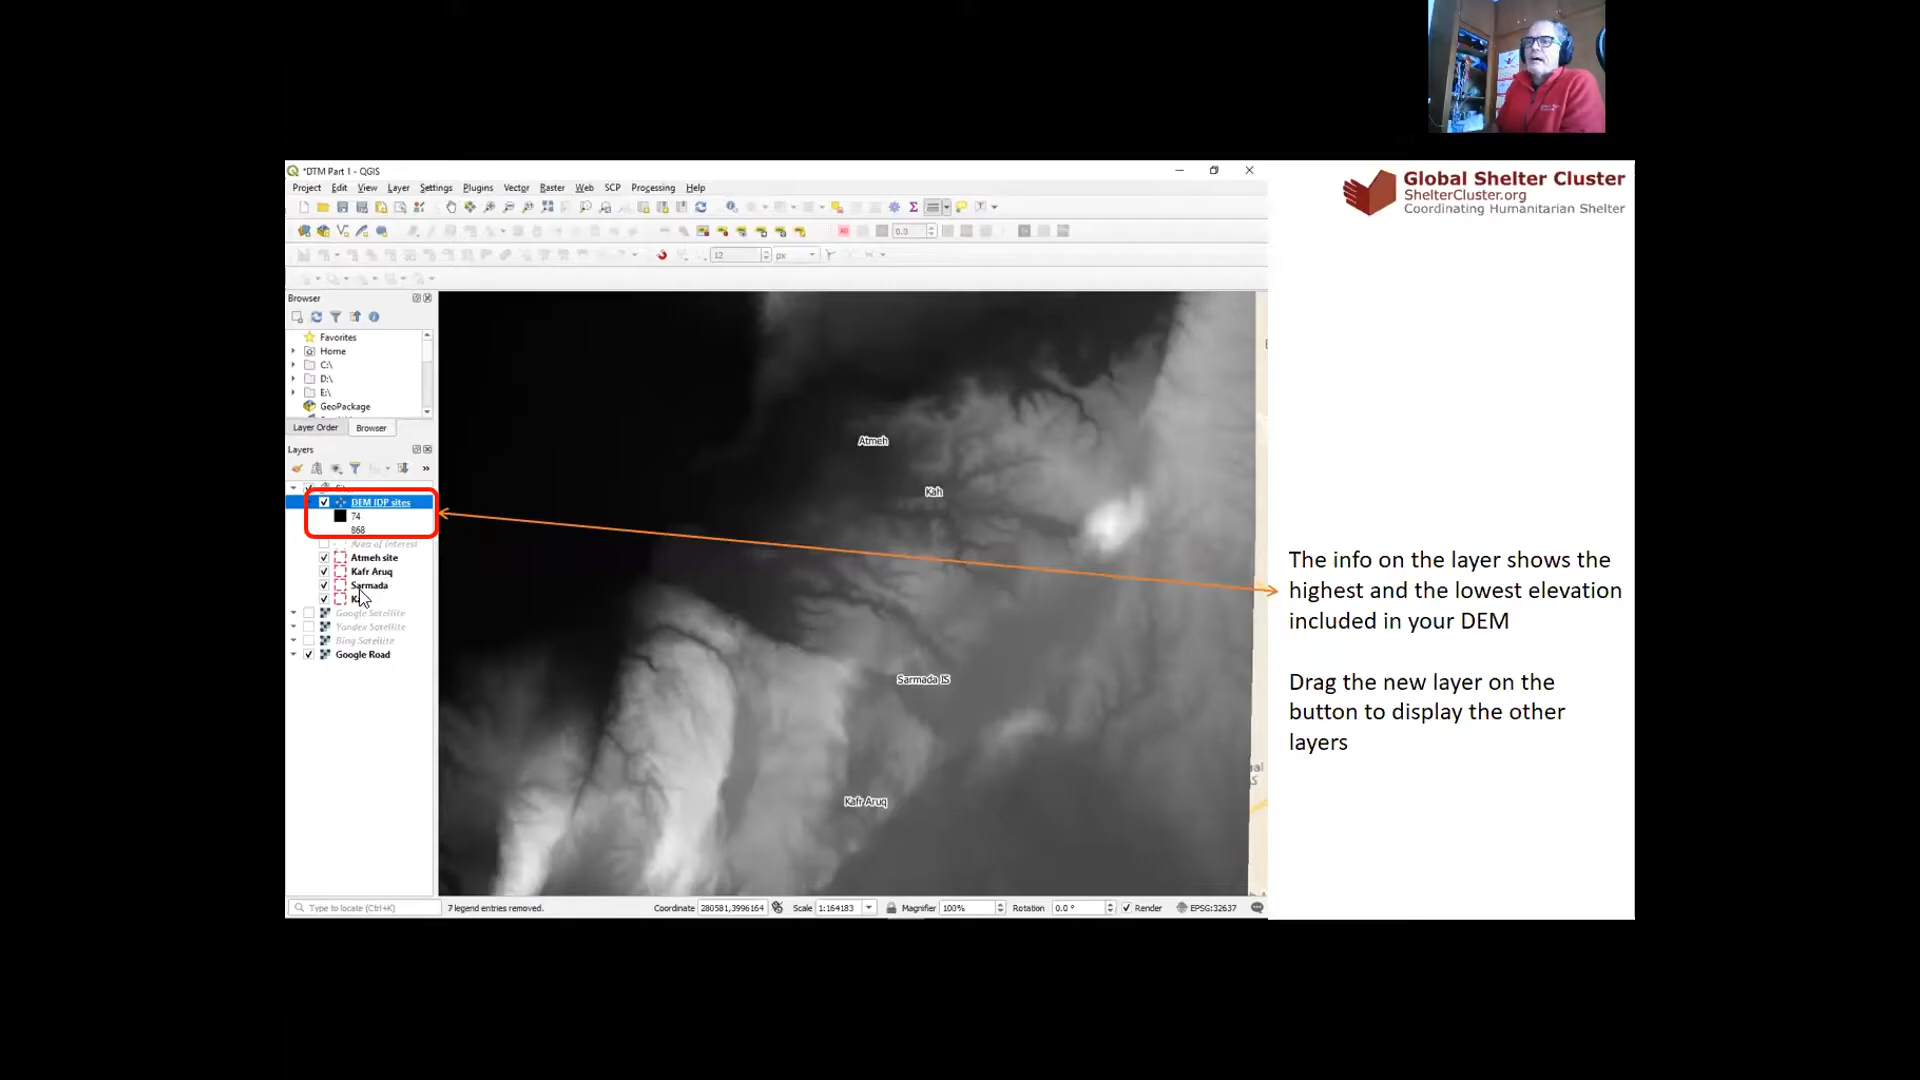 Global Shelter Cluster
ShelterCluster.org
Coordinating Humanitarian Shelter
*DTM Part 1 - QGIS
Project Edit View Layer Settings Plugins Vector Raster Web SCP Processing Help
0.0
12 px
Browser
Favorites
Home
C:\
D:\
E:\
GeoPackage
Layer Order Browser
Layers
DEM IDP sites
74
868
Area of Interest
Atmeh site
Kafr Aruq
Sarmada
Google Satellite
Yandex Satellite
Bing Satellite
Google Road
Atmeh
Kah
Sarmada IS
Kafr Aruq
The info on the layer shows the
highest and the lowest elevation
included in your DEM
Drag the new layer on the
button to display the other
layers
Type to locate (Ctrl+K) 7 legend entries removed. Coordinate 280581,3996164 Scale 1:164183 Magnifier 100% Rotation 0.0 ° Render EPSG:32637